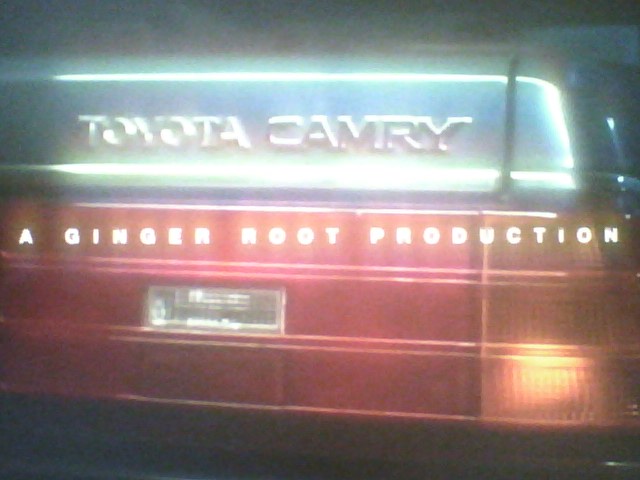 TOYOTA CAMRY
A GINGER ROOT PRODUCTION